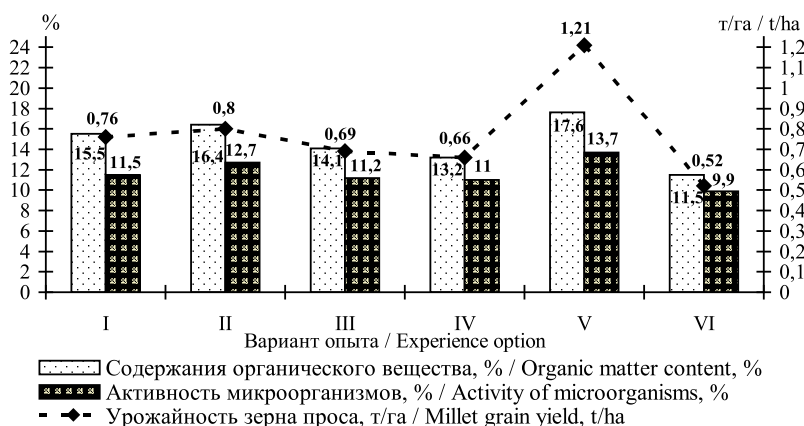 % т/га / t/ha
1,21
24 1,2
22 1,1
20 1
18 0,9
16 0,8
14 0,7
12 0,6
10 0,5
8 0,4
6 0,3
4 0,2
2 0,1
0 0
0,76 0,8 0,69 0,66 0,52
15,5 11,5 16,4 12,7 14,1 11,2 13,2 11 17,6 13,7 11,5 9,9
I II III IV V VI
Вариант опыта / Experience option
Содержания органического вещества, % / Organic matter content, %
Активность микроорганизмов, % / Activity of microorganisms, %
Урожайность зерна проса, т/га / Millet grain yield, t/ha